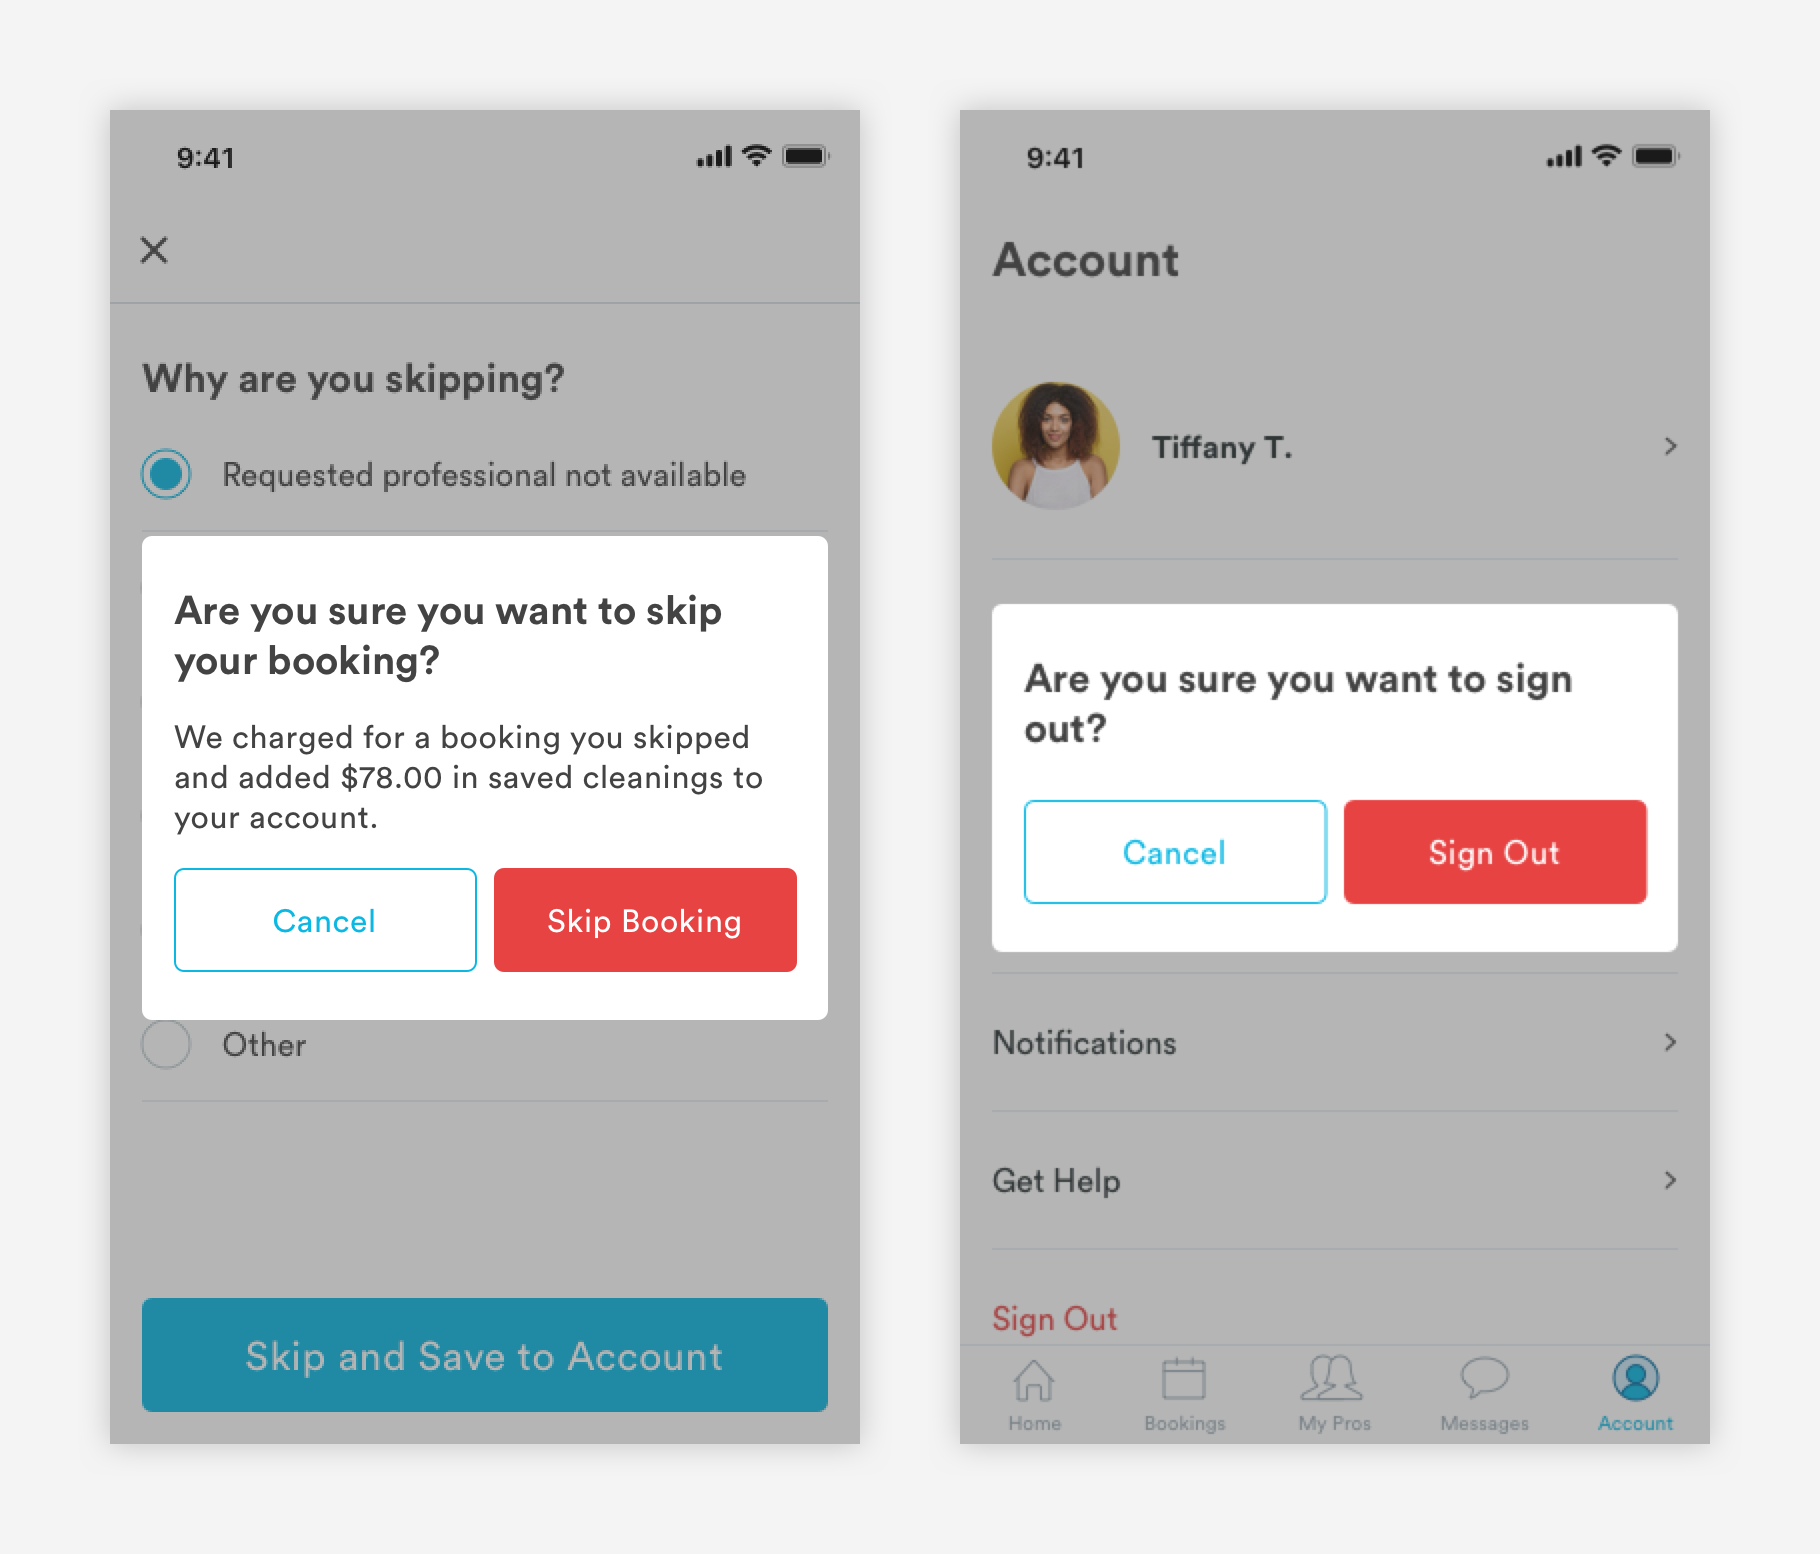 9:41
Why are you skipping?
Requested professional not available
Are you sure you want to skip
your booking?
We charged for a booking you skipped
and added $78.00 in saved cleanings to
your account.
Cancel
Skip Booking
Other
Skip and Save to Account
9:41
Account
Tiffany T.
Are you sure you want to sign
out?
Cancel
Sign Out
Notifications
Get Help
Sign Out
Home
Bookings
My Pros
Messages
Account